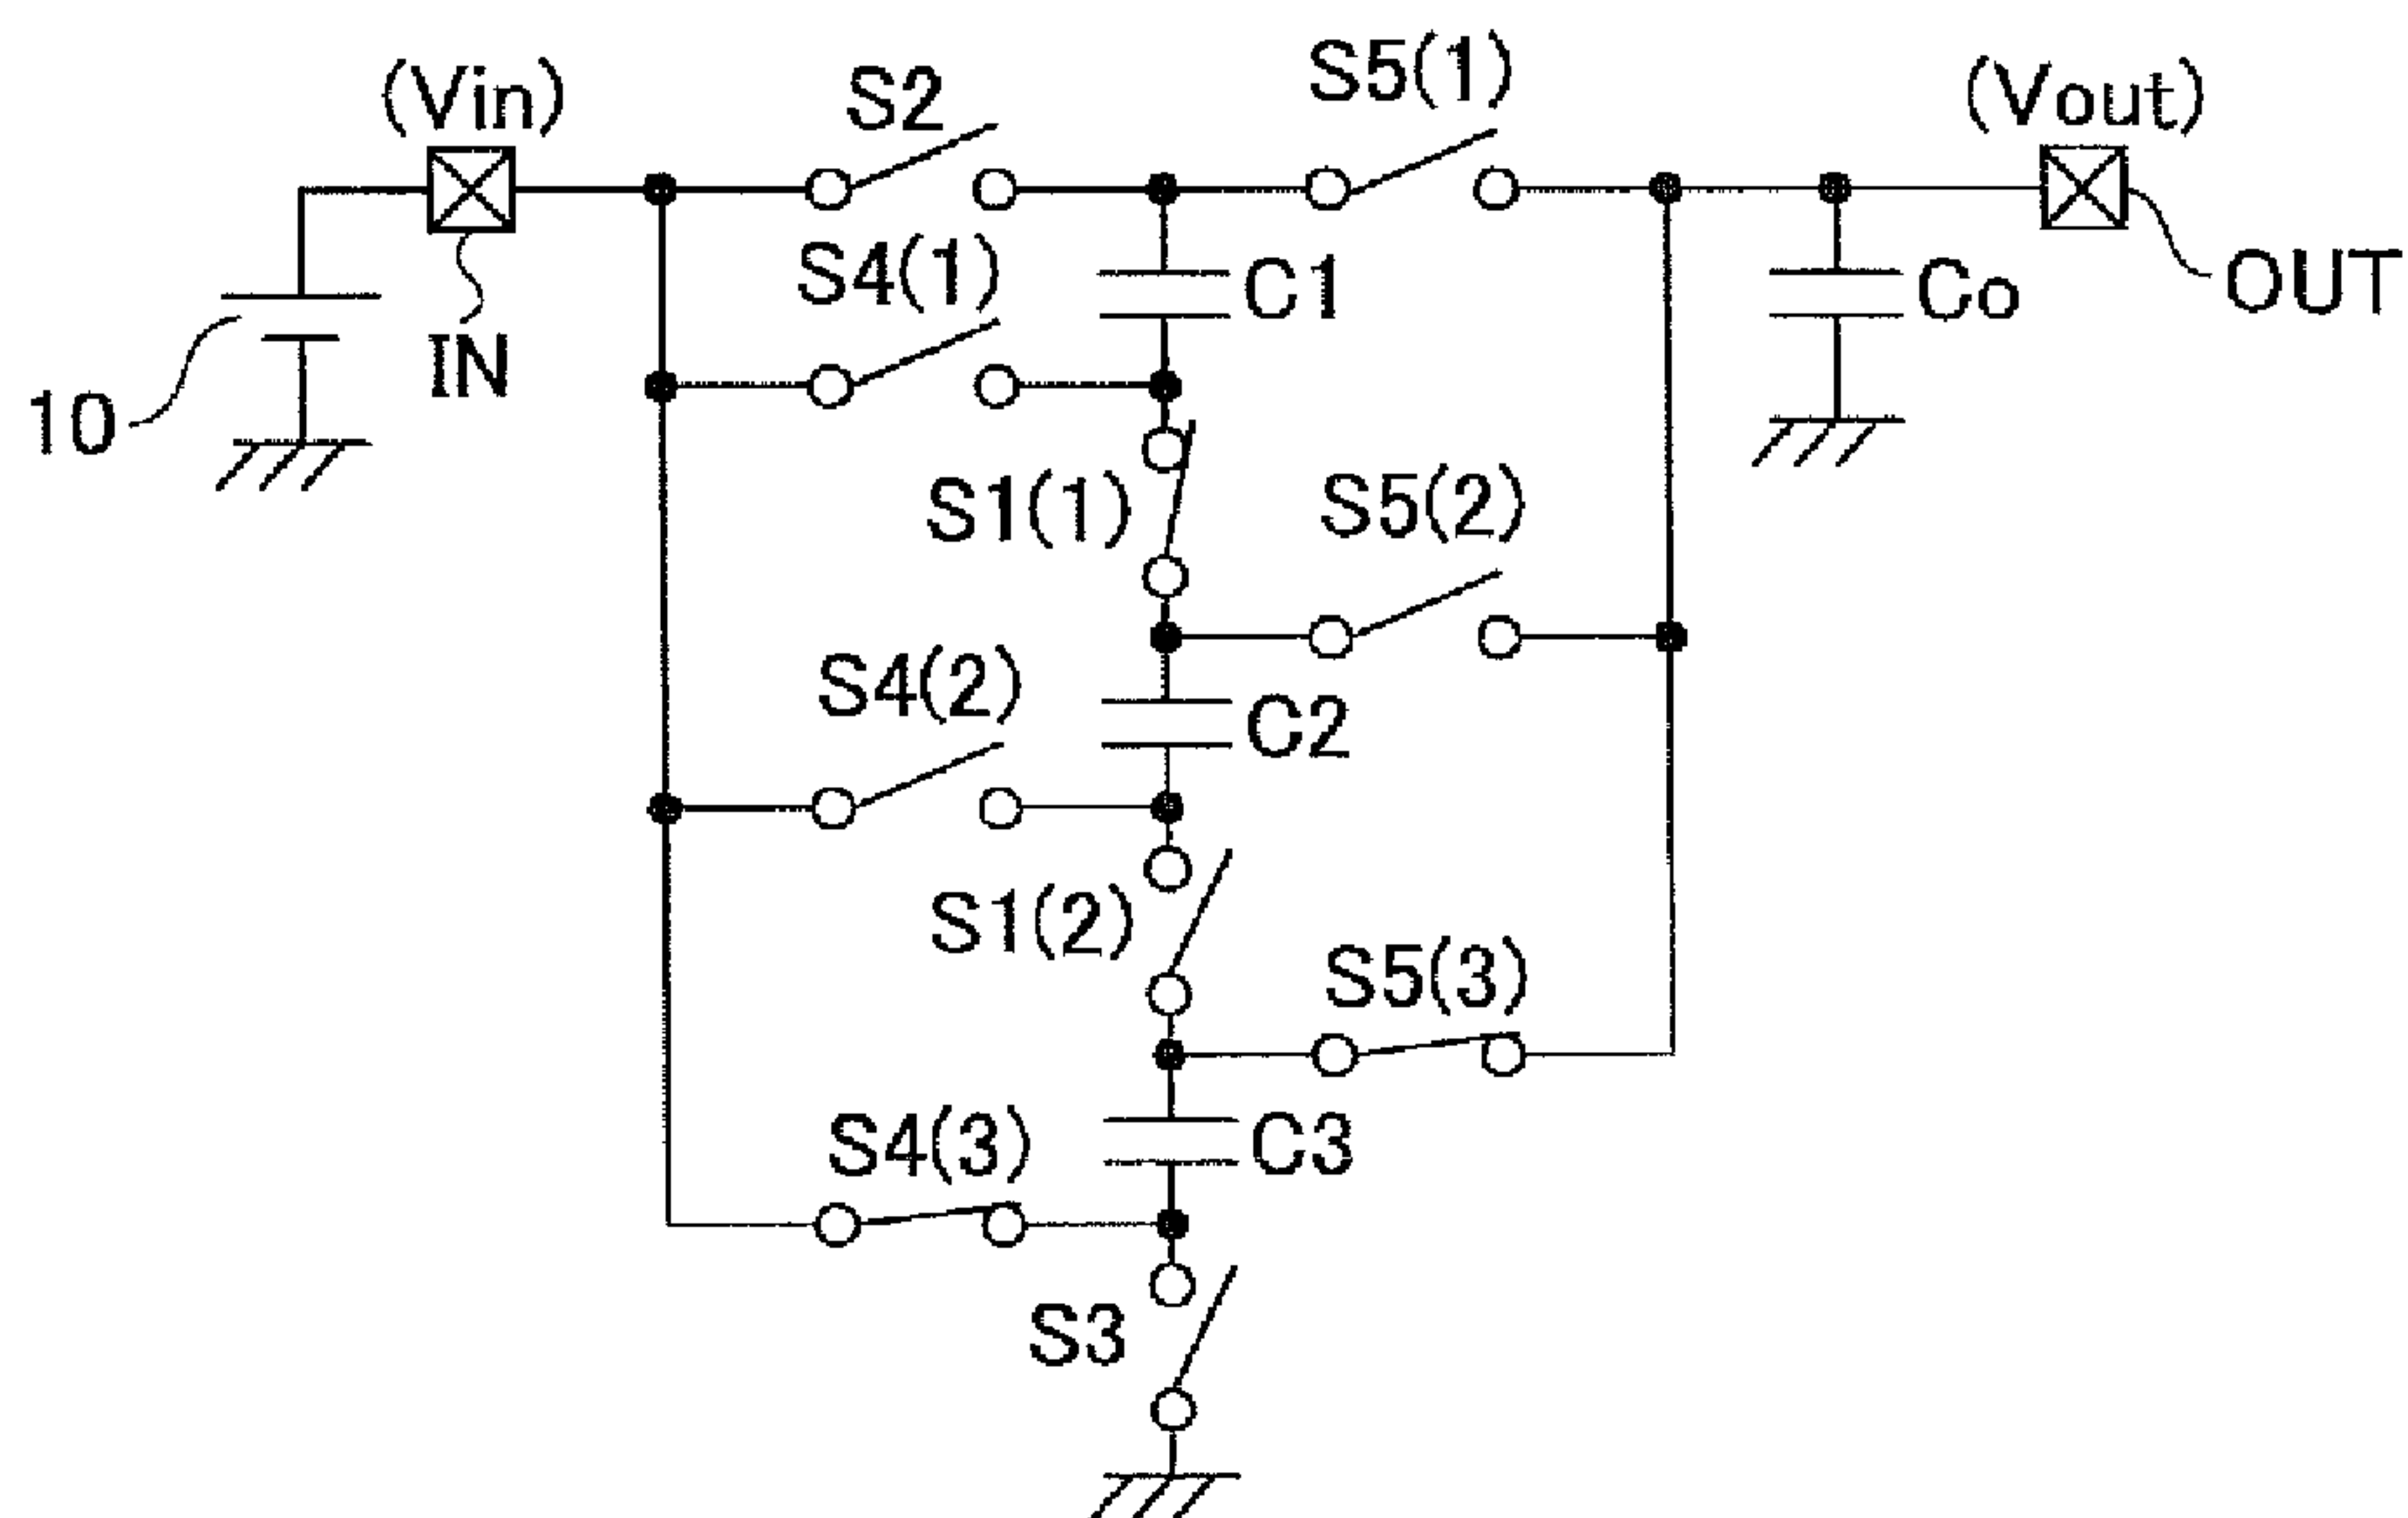 (Vin)
S2
S5(1)
(Vout)
S4(1)
C1
Co
OUT
IN
10
S1(1)
S5(2)
S4(2)
C2
S1(2)
S5(3)
S4(3)
C3
S3